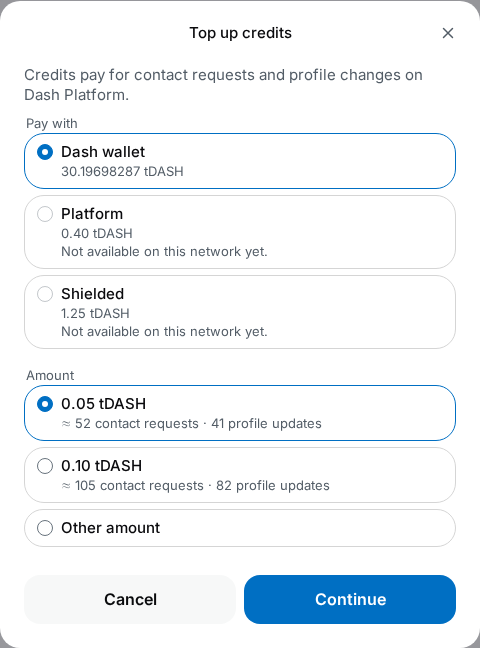 Top up credits
Credits pay for contact requests and profile changes on
Dash Platform.
Pay with
Dash wallet
30.19698287 tDASH
Platform
0.40 tDASH
Not available on this network yet.
Shielded
1.25 tDASH
Not available on this network yet.
Amount
0.05 tDASH
≈ 52 contact requests · 41 profile updates
0.10 tDASH
≈ 105 contact requests · 82 profile updates
Other amount
Cancel
Continue